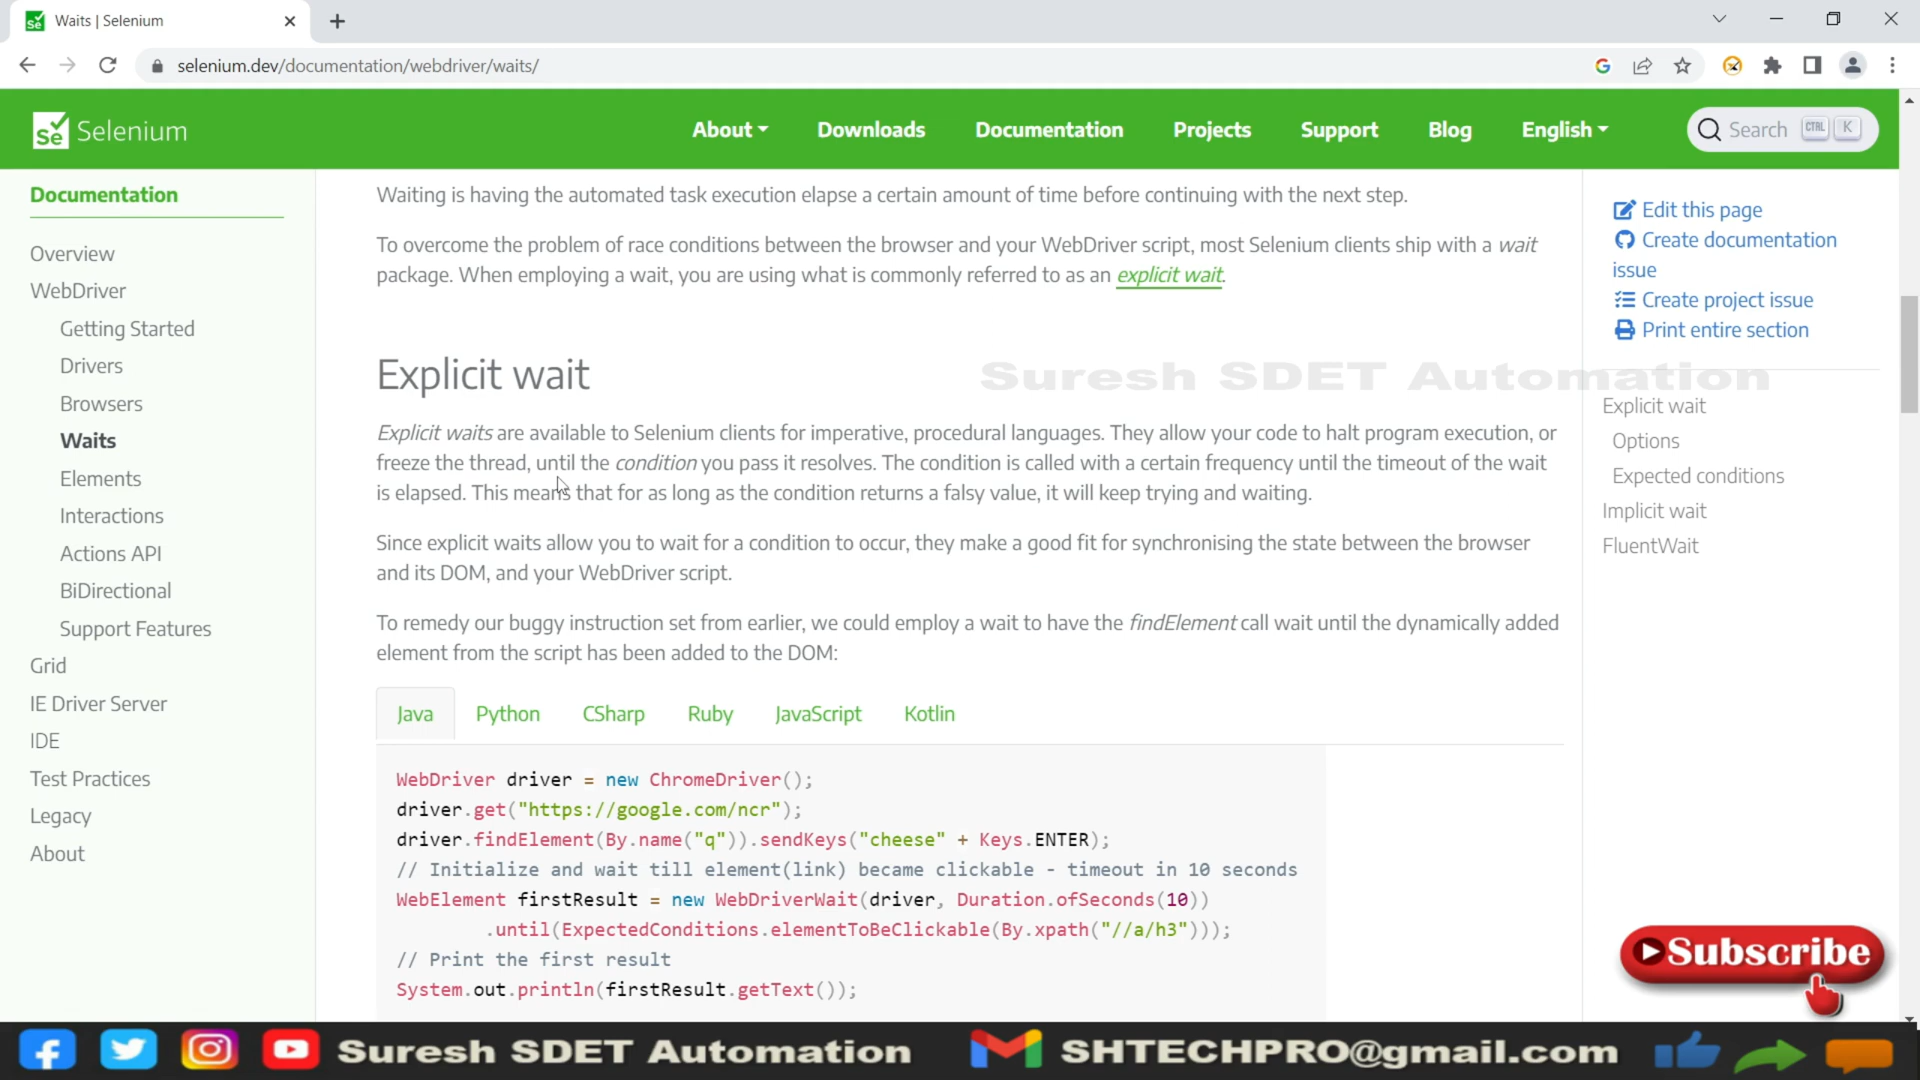 Waits | Selenium
selenium.dev/documentation/webdriver/waits/
Selenium
About
Downloads
Documentation
Projects
Support
Blog
English
Search CTRL K
Documentation
Overview
WebDriver
Getting Started
Drivers
Browsers
Waits
Elements
Interactions
Actions API
BiDirectional
Support Features
Grid
IE Driver Server
IDE
Test Practices
Legacy
About
Waiting is having the automated task execution elapse a certain amount of time before continuing with the next step.
To overcome the problem of race conditions between the browser and your WebDriver script, most Selenium clients ship with a wait
package. When employing a wait, you are using what is commonly referred to as an explicit wait.
Explicit wait
Explicit waits are available to Selenium clients for imperative, procedural languages. They allow your code to halt program execution, or
freeze the thread, until the condition you pass it resolves. The condition is called with a certain frequency until the timeout of the wait
is elapsed. This means that for as long as the condition returns a falsy value, it will keep trying and waiting.
Since explicit waits allow you to wait for a condition to occur, they make a good fit for synchronising the state between the browser
and its DOM, and your WebDriver script.
To remedy our buggy instruction set from earlier, we could employ a wait to have the findElement call wait until the dynamically added
element from the script has been added to the DOM:
Java Python CSharp Ruby JavaScript Kotlin
WebDriver driver = new ChromeDriver();
driver.get("https://google.com/ncr");
driver.findElement(By.name("q")).sendKeys("cheese" + Keys.ENTER);
// Initialize and wait till element(link) became clickable - timeout in 10 seconds
WebElement firstResult = new WebDriverWait(driver, Duration.ofSeconds(10))
.until(ExpectedConditions.elementToBeClickable(By.xpath("//a/h3")));
// Print the first result
System.out.println(firstResult.getText());
Edit this page
Create documentation
issue
Create project issue
Print entire section
Suresh SDET Automation
Explicit wait
Options
Expected conditions
Implicit wait
FluentWait
Subscribe
Suresh SDET Automation
SHTECHPRO@gmail.com